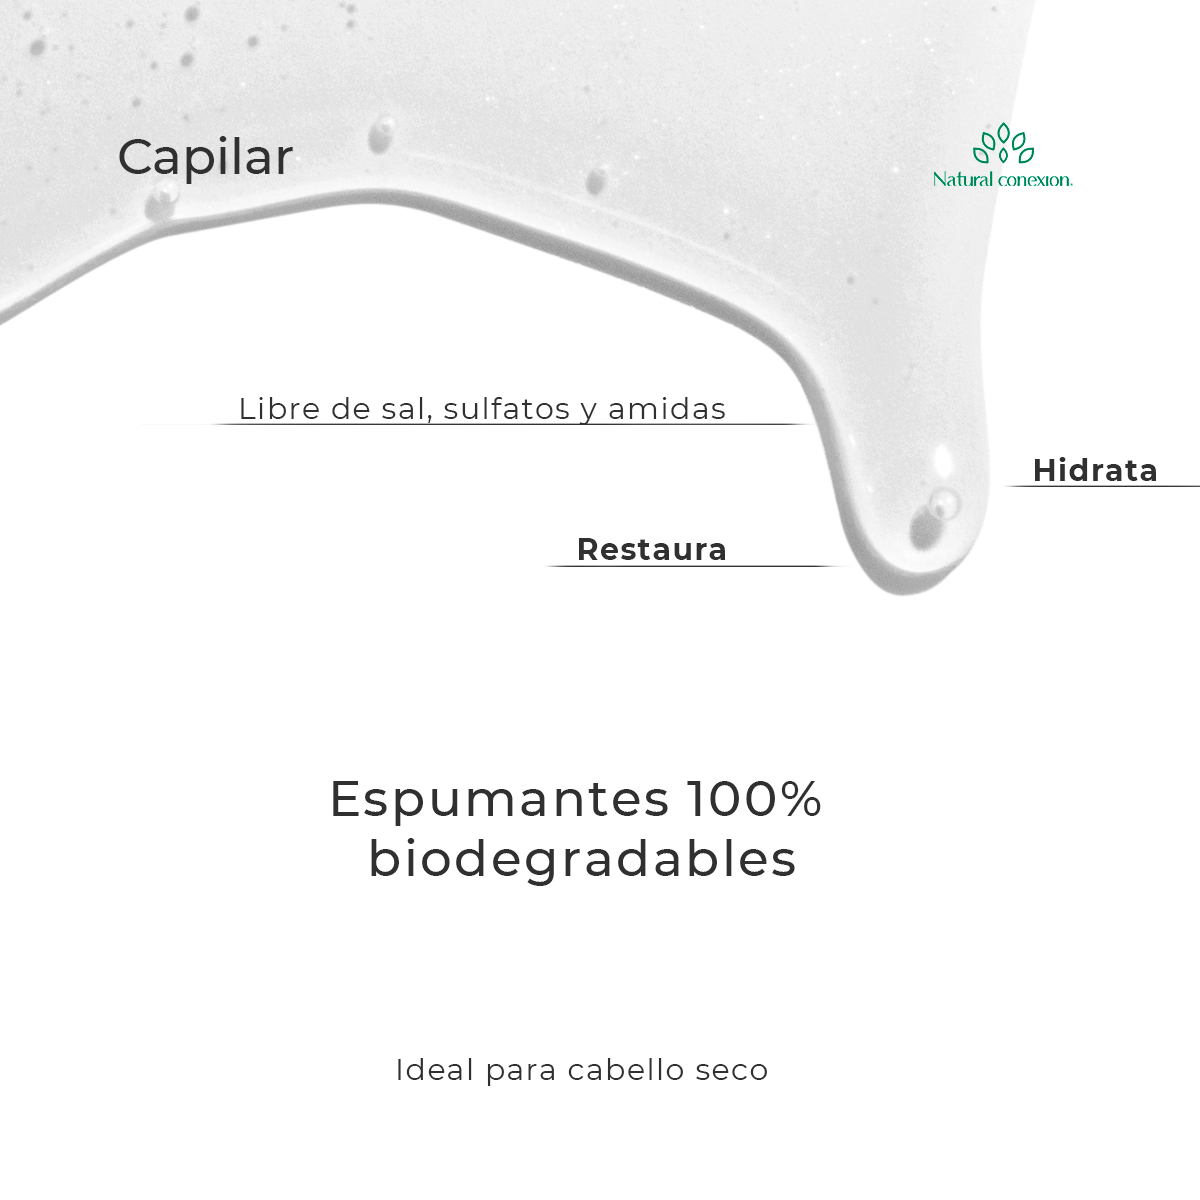 Capilar
Natural conexion.
Libre de sal, sulfatos y amidas
Hidrata
Restaura
Espumantes 100%
biodegradables
Ideal para cabello seco